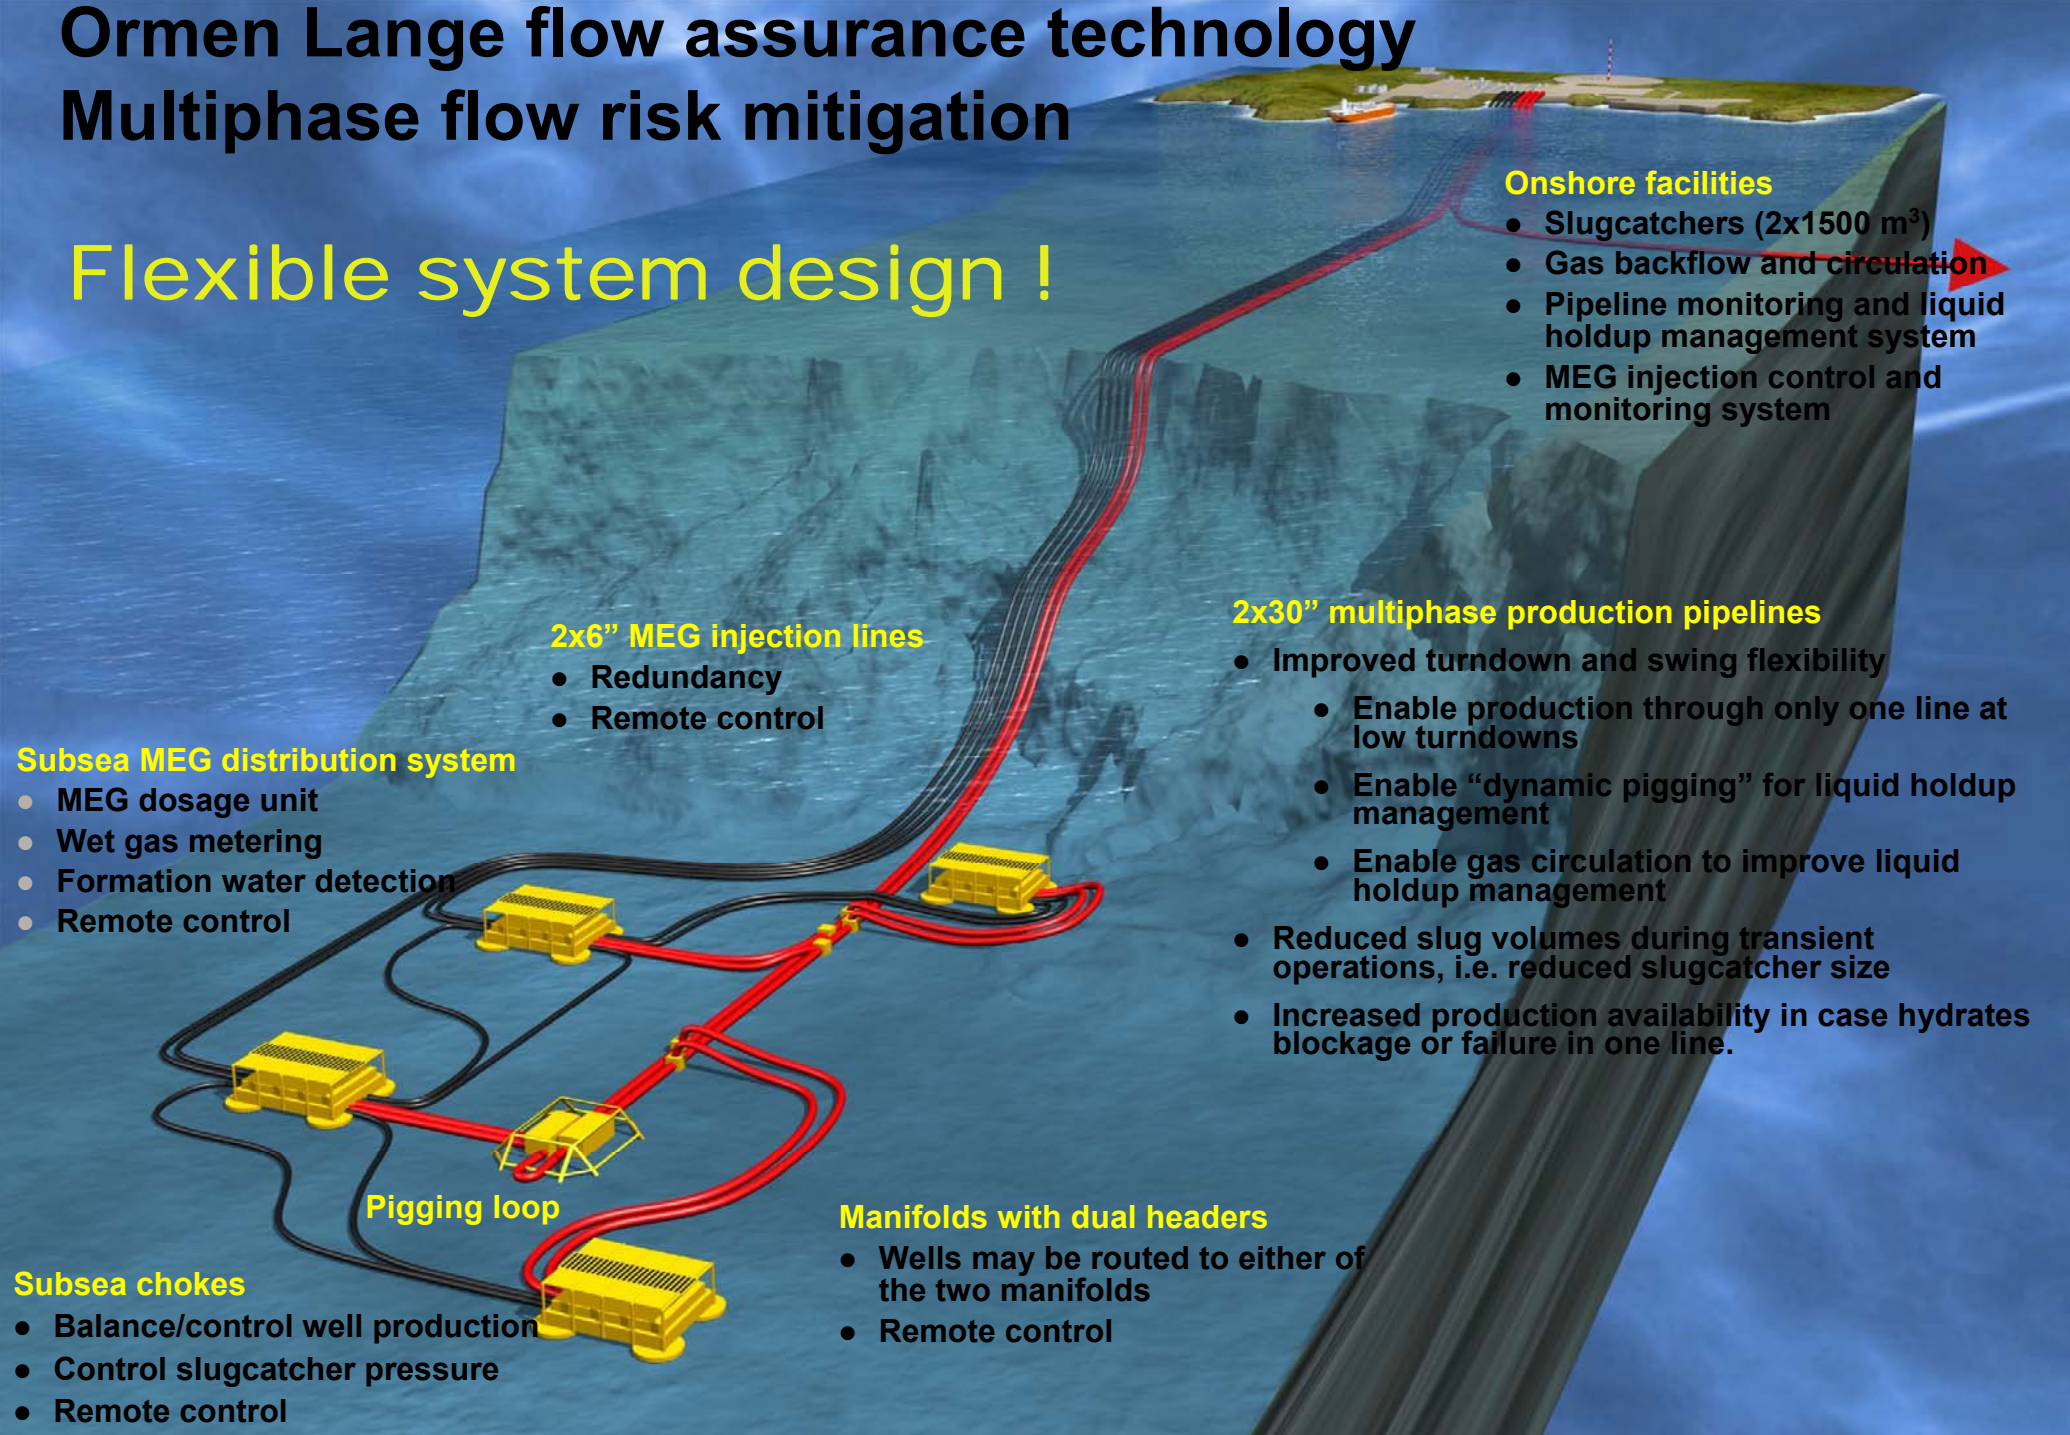 Ormen Lange flow assurance technology
Multiphase flow risk mitigation
Flexible system design !
Onshore facilities
● Slugcatchers (2x1500 m³)
● Gas backflow and circulation
● Pipeline monitoring and liquid
holdup management system
● MEG injection control and
monitoring system
2x6” MEG injection lines
● Redundancy
● Remote control
2x30” multiphase production pipelines
● Improved turndown and swing flexibility
● Enable production through only one line at
low turndowns
● Enable “dynamic pigging” for liquid holdup
management
● Enable gas circulation to improve liquid
holdup management
● Reduced slug volumes during transient
operations, i.e. reduced slugcatcher size
● Increased production availability in case hydrates
blockage or failure in one line.
Subsea MEG distribution system
● MEG dosage unit
● Wet gas metering
● Formation water detection
● Remote control
Pigging loop
Manifolds with dual headers
● Wells may be routed to either of
the two manifolds
● Remote control
Subsea chokes
● Balance/control well production
● Control slugcatcher pressure
● Remote control